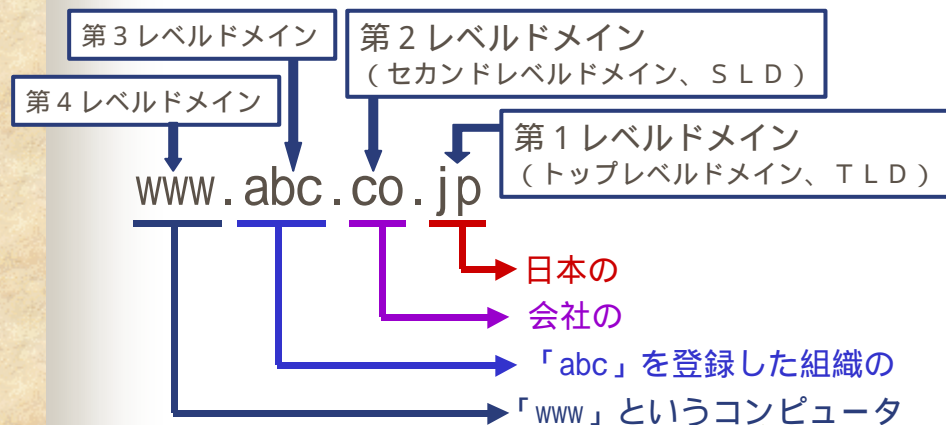 第３レベルドメイン
第２レベルドメイン
（セカンドレベルドメイン、ＳＬＤ）
第４レベルドメイン
第１レベルドメイン
（トップレベルドメイン、ＴＬＤ）
www.abc.co.jp
日本の
会社の
「abc」を登録した組織の
「www」というコンピュータ